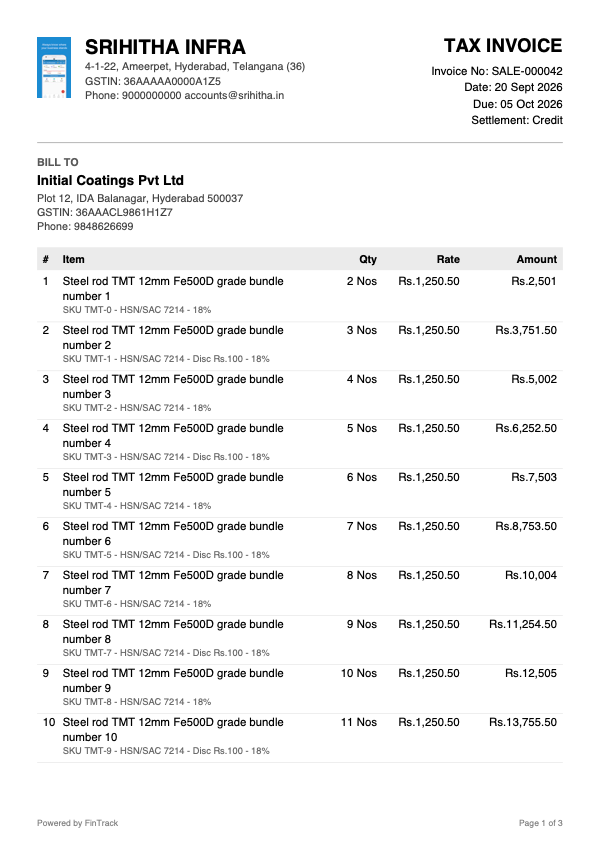 SRIHITHA INFRA
4-1-22, Ameerpet, Hyderabad, Telangana (36)
GSTIN: 36AAAAA0000A1Z5
Phone: 9000000000 accounts@srihitha.in
TAX INVOICE
Invoice No: SALE-000042
Date: 20 Sept 2026
Due: 05 Oct 2026
Settlement: Credit
BILL TO
Initial Coatings Pvt Ltd
Plot 12, IDA Balanagar, Hyderabad 500037
GSTIN: 36AAACL9861H1Z7
Phone: 9848626699
# Item Qty Rate Amount
1 Steel rod TMT 12mm Fe500D grade bundle 2 Nos Rs.1,250.50 Rs.2,501
number 1
SKU TMT-0 - HSN/SAC 7214 - 18%
2 Steel rod TMT 12mm Fe500D grade bundle 3 Nos Rs.1,250.50 Rs.3,751.50
number 2
SKU TMT-1 - HSN/SAC 7214 - Disc Rs.100 - 18%
3 Steel rod TMT 12mm Fe500D grade bundle 4 Nos Rs.1,250.50 Rs.5,002
number 3
SKU TMT-2 - HSN/SAC 7214 - 18%
4 Steel rod TMT 12mm Fe500D grade bundle 5 Nos Rs.1,250.50 Rs.6,252.50
number 4
SKU TMT-3 - HSN/SAC 7214 - Disc Rs.100 - 18%
5 Steel rod TMT 12mm Fe500D grade bundle 6 Nos Rs.1,250.50 Rs.7,503
number 5
SKU TMT-4 - HSN/SAC 7214 - 18%
6 Steel rod TMT 12mm Fe500D grade bundle 7 Nos Rs.1,250.50 Rs.8,753.50
number 6
SKU TMT-5 - HSN/SAC 7214 - Disc Rs.100 - 18%
7 Steel rod TMT 12mm Fe500D grade bundle 8 Nos Rs.1,250.50 Rs.10,004
number 7
SKU TMT-6 - HSN/SAC 7214 - 18%
8 Steel rod TMT 12mm Fe500D grade bundle 9 Nos Rs.1,250.50 Rs.11,254.50
number 8
SKU TMT-7 - HSN/SAC 7214 - Disc Rs.100 - 18%
9 Steel rod TMT 12mm Fe500D grade bundle 10 Nos Rs.1,250.50 Rs.12,505
number 9
SKU TMT-8 - HSN/SAC 7214 - 18%
10 Steel rod TMT 12mm Fe500D grade bundle 11 Nos Rs.1,250.50 Rs.13,755.50
number 10
SKU TMT-9 - HSN/SAC 7214 - Disc Rs.100 - 18%
Powered by FinTrack Page 1 of 3